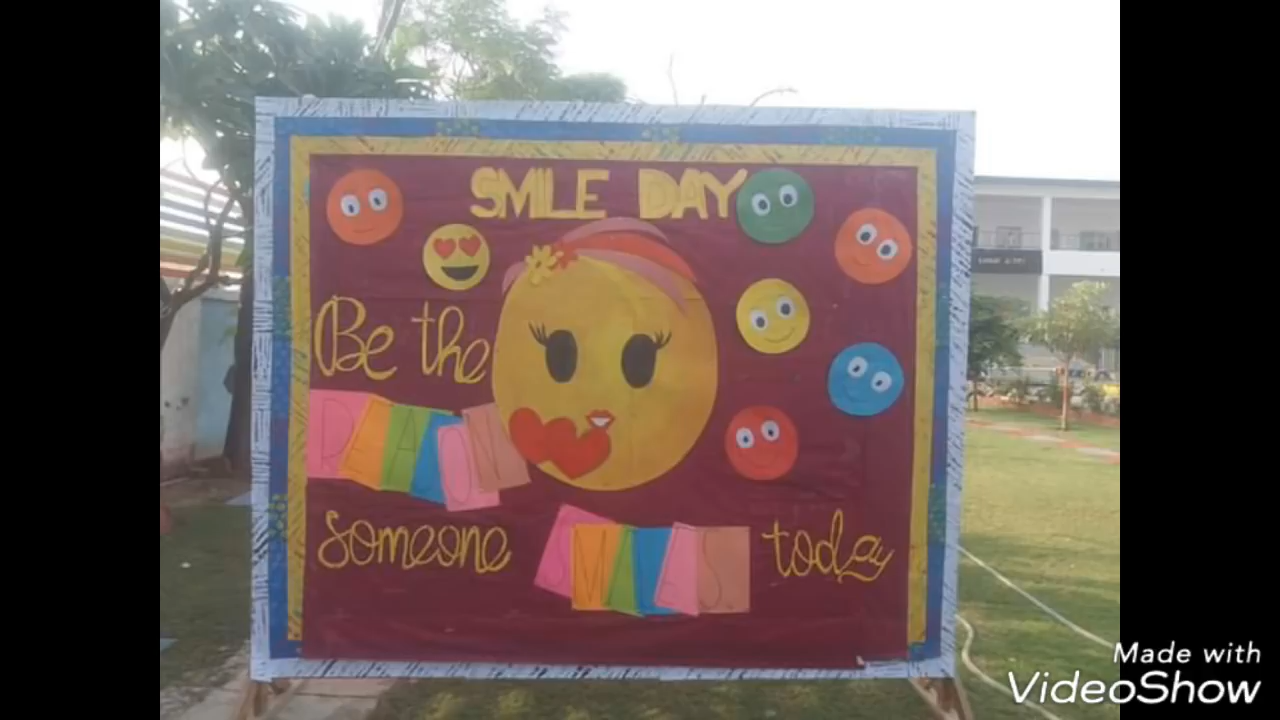 SMILE DAY
Be the
REASON
someone
SMILES
today
Made with
VideoShow